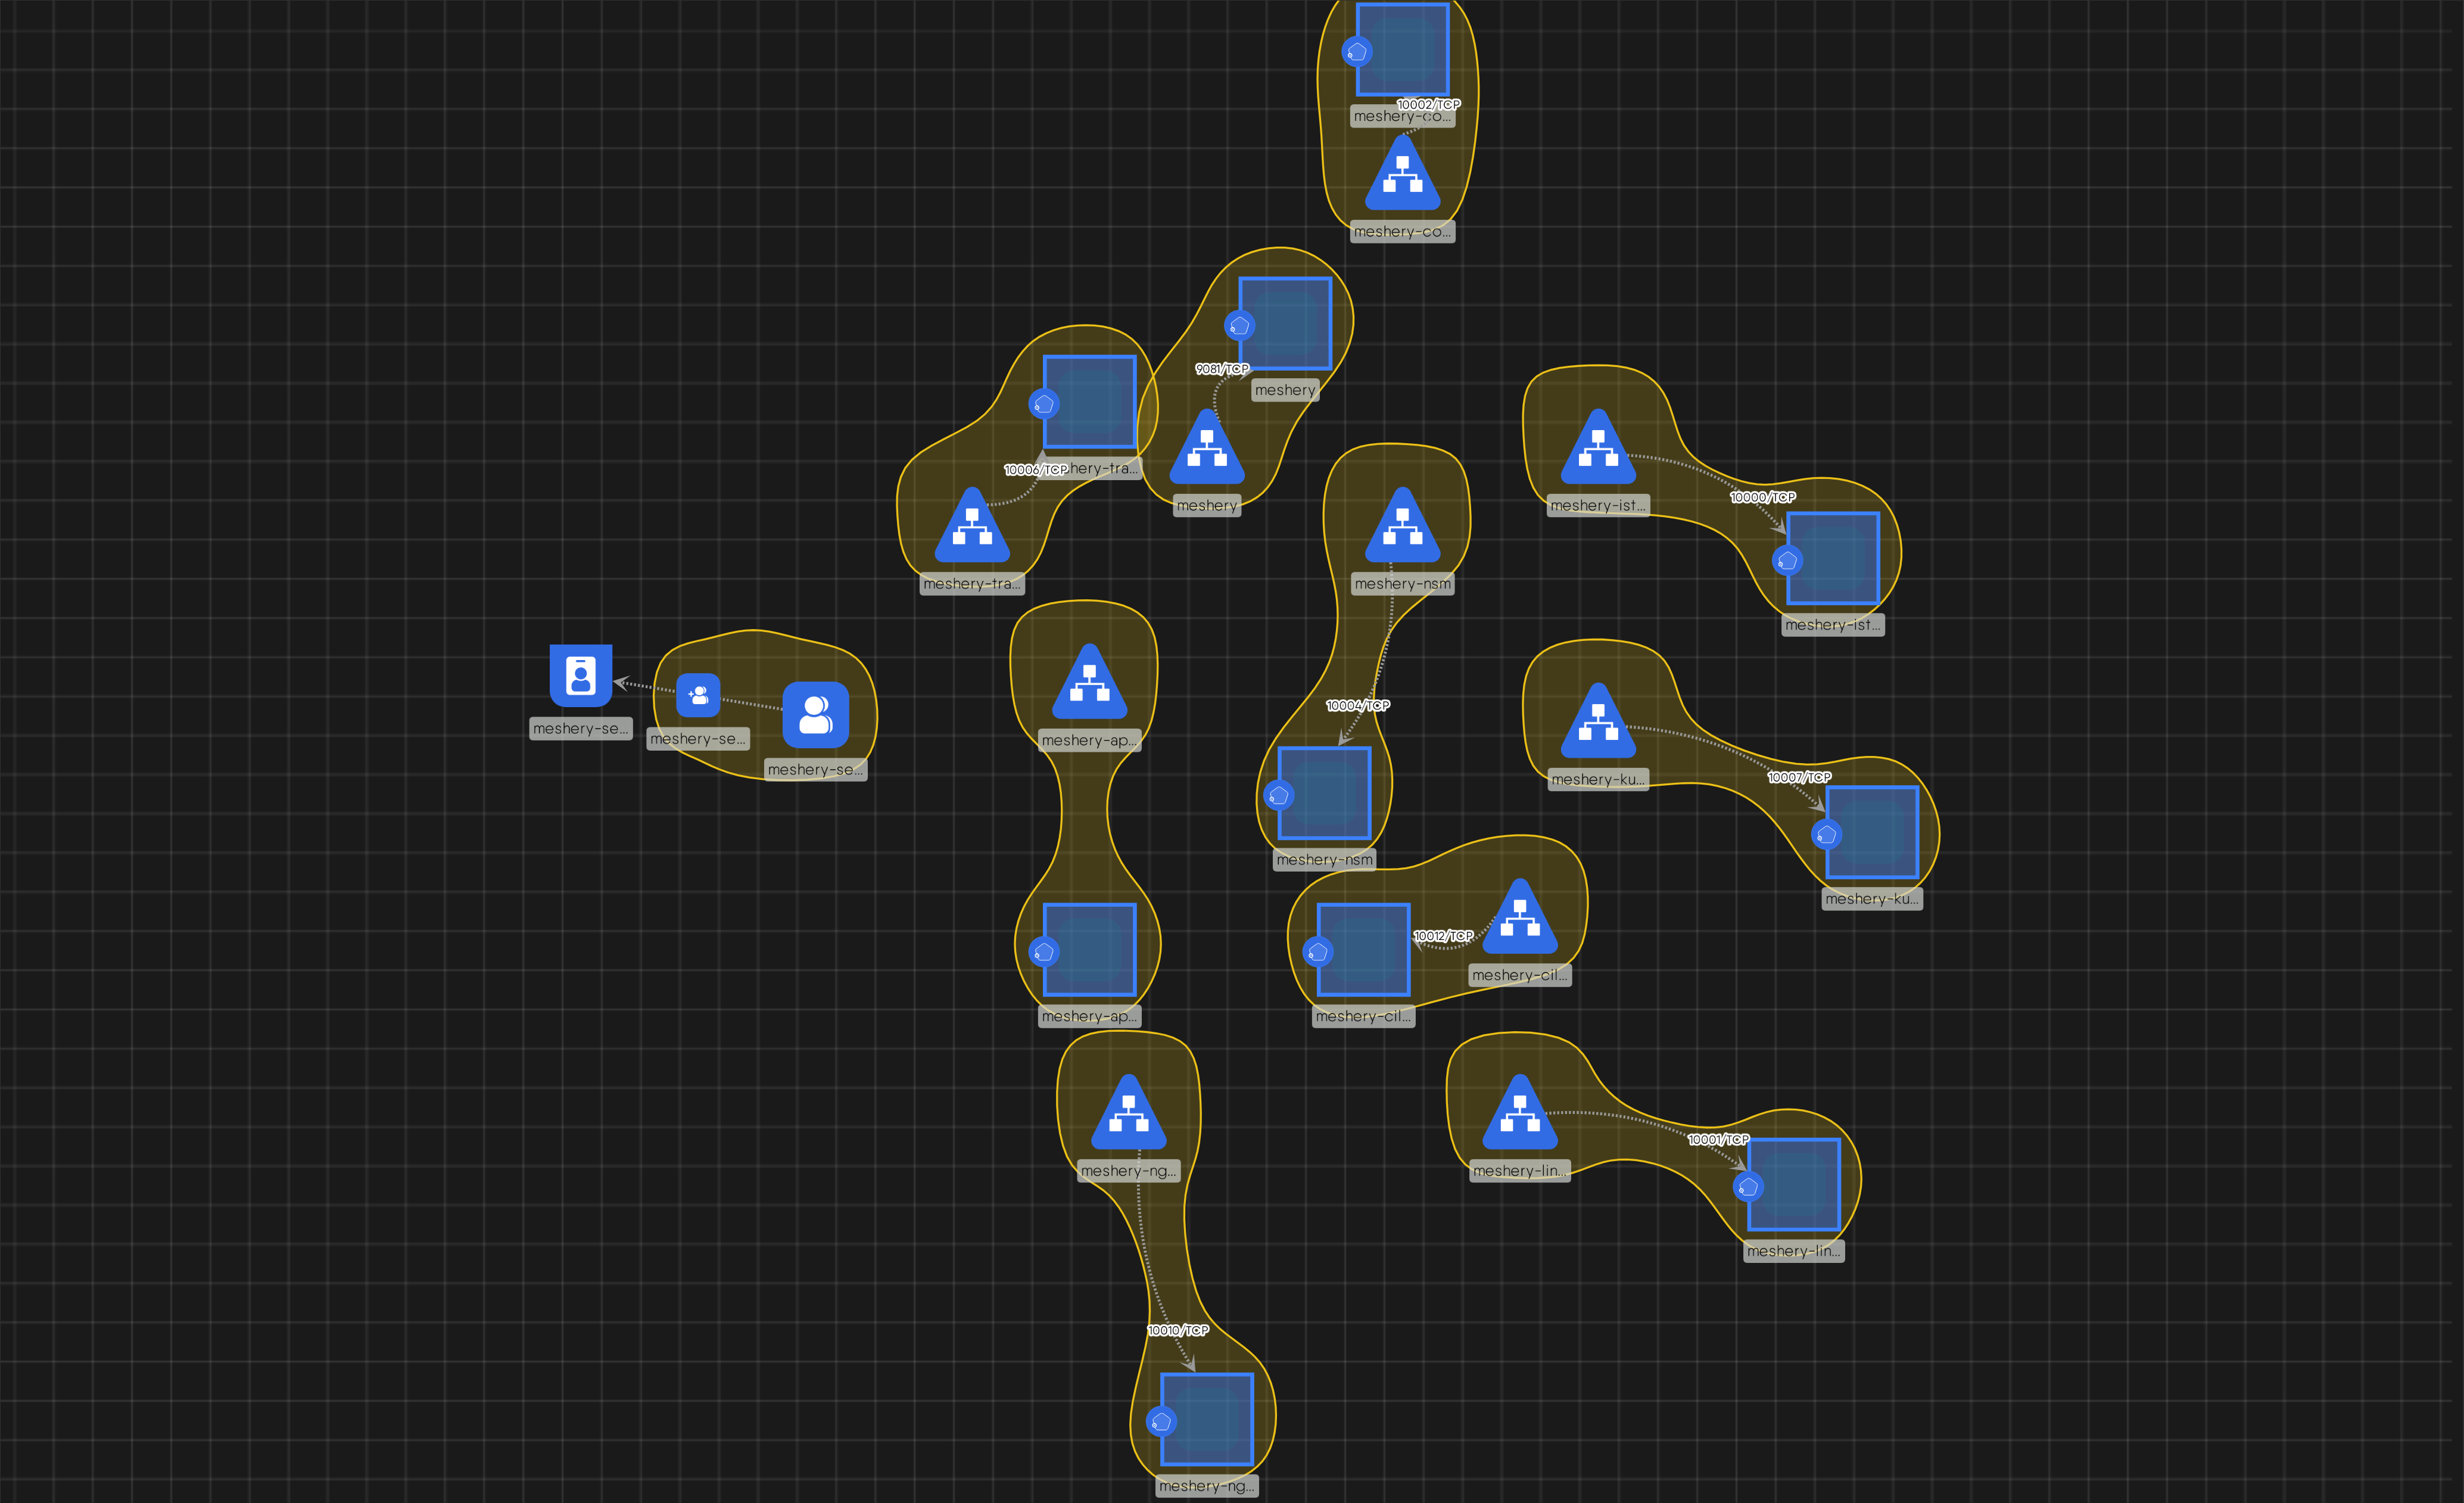 10002/TCP
meshery-co...
meshery-co...
9081/TCP
meshery
meshery
10006/TCP
hery-tra...
meshery-tra...
meshery-nsm
10004/TCP
meshery-nsm
meshery-ist...
10000/TCP
meshery-ist...
meshery-se...
meshery-se...
meshery-se...
meshery-ap...
meshery-ap...
meshery-ku...
10007/TCP
meshery-ku...
10012/TCP
meshery-cil...
meshery-cil...
meshery-ng...
10010/TCP
meshery-ng...
meshery-lin...
10001/TCP
meshery-lin...